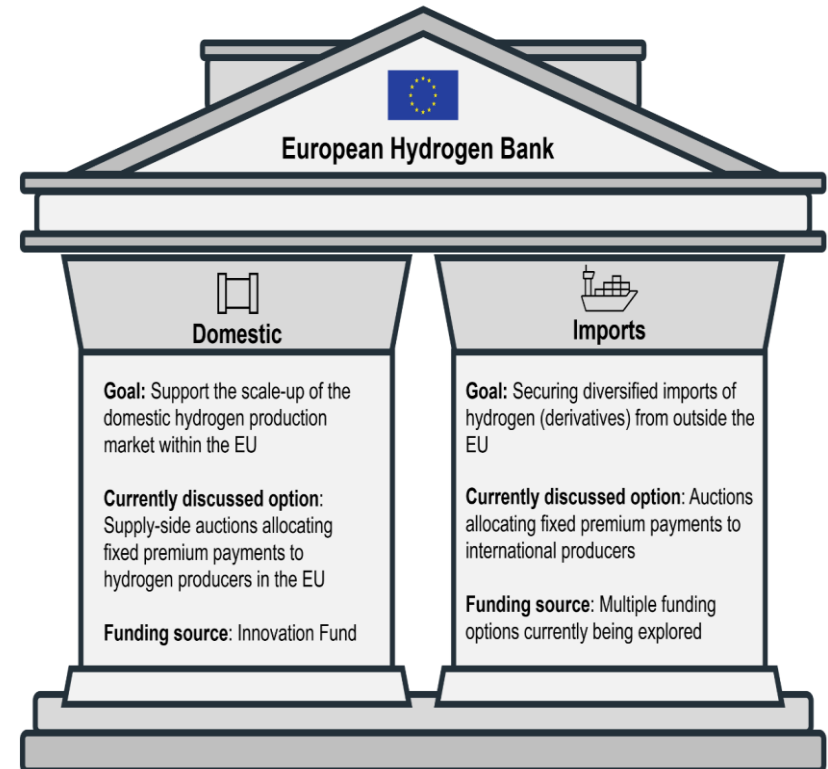 European Hydrogen Bank
Domestic
Goal: Support the scale-up of the
domestic hydrogen production
market within the EU
Currently discussed option:
Supply-side auctions allocating
fixed premium payments to
hydrogen producers in the EU
Funding source: Innovation Fund
Imports
Goal: Securing diversified imports of
hydrogen (derivatives) from outside the
EU
Currently discussed option: Auctions
allocating fixed premium payments to
international producers
Funding source: Multiple funding
options currently being explored